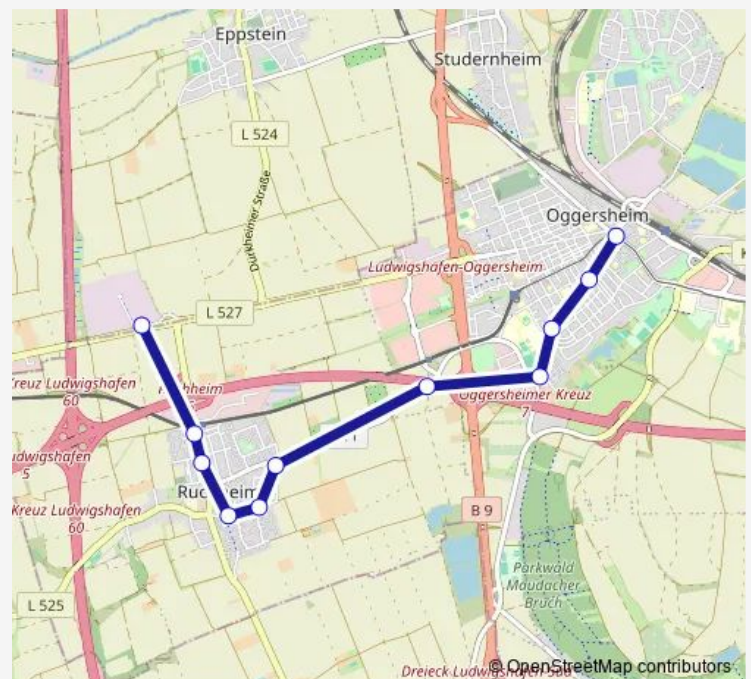 Eppstein
Studernheim
L 524
Dürkheimer Straße
Oggersheim
Ludwigshafen-Oggersheim
L 527
Kreuz Ludwigshafen
60
Oggersheimer Kreuz
7
5
Kreuz Ludwigshafen
60
B 9
L 525
Parkwald
Maudacher
Bruch
Dreieck Ludwigshafen-Süd
© OpenStreetMap contributors